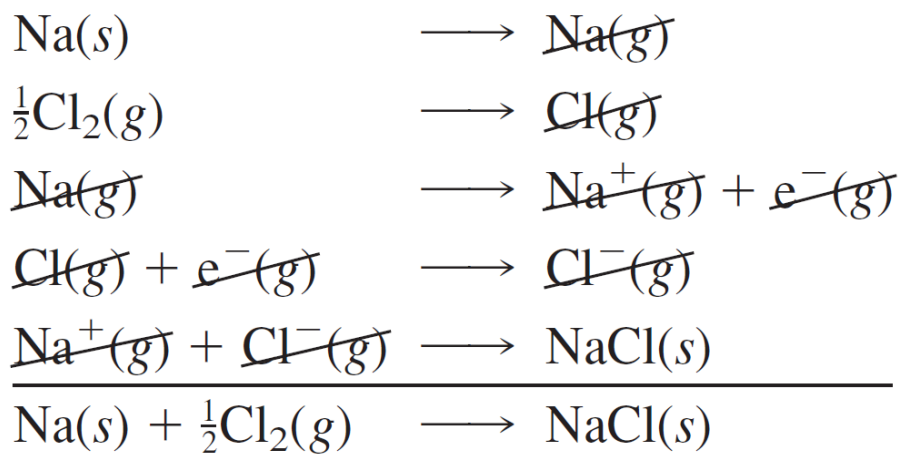 Na(s) ⟶ Na(g)
½Cl₂(g) ⟶ Cl(g)
Na(g) ⟶ Na⁺(g) + e⁻(g)
Cl(g) + e⁻(g) ⟶ Cl⁻(g)
Na⁺(g) + Cl⁻(g) ⟶ NaCl(s)
Na(s) + ½Cl₂(g) ⟶ NaCl(s)